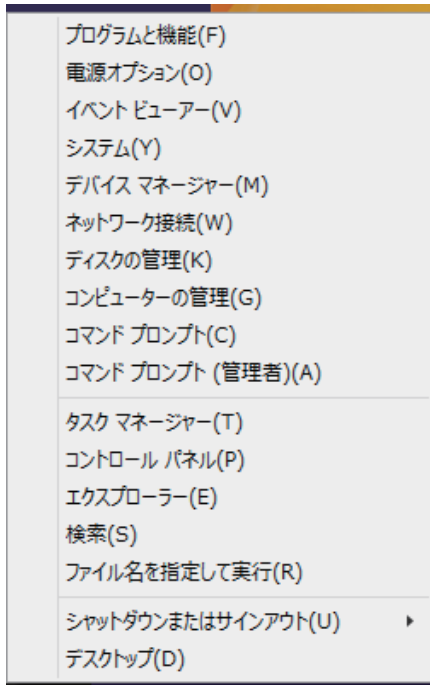 プログラムと機能(F)
電源オプション(O)
イベント ビューアー(V)
システム(Y)
デバイス マネージャー(M)
ネットワーク接続(W)
ディスクの管理(K)
コンピューターの管理(G)
コマンド プロンプト(C)
コマンド プロンプト (管理者)(A)
タスク マネージャー(T)
コントロール パネル(P)
エクスプローラー(E)
検索(S)
ファイル名を指定して実行(R)
シャットダウンまたはサインアウト(U)
デスクトップ(D)